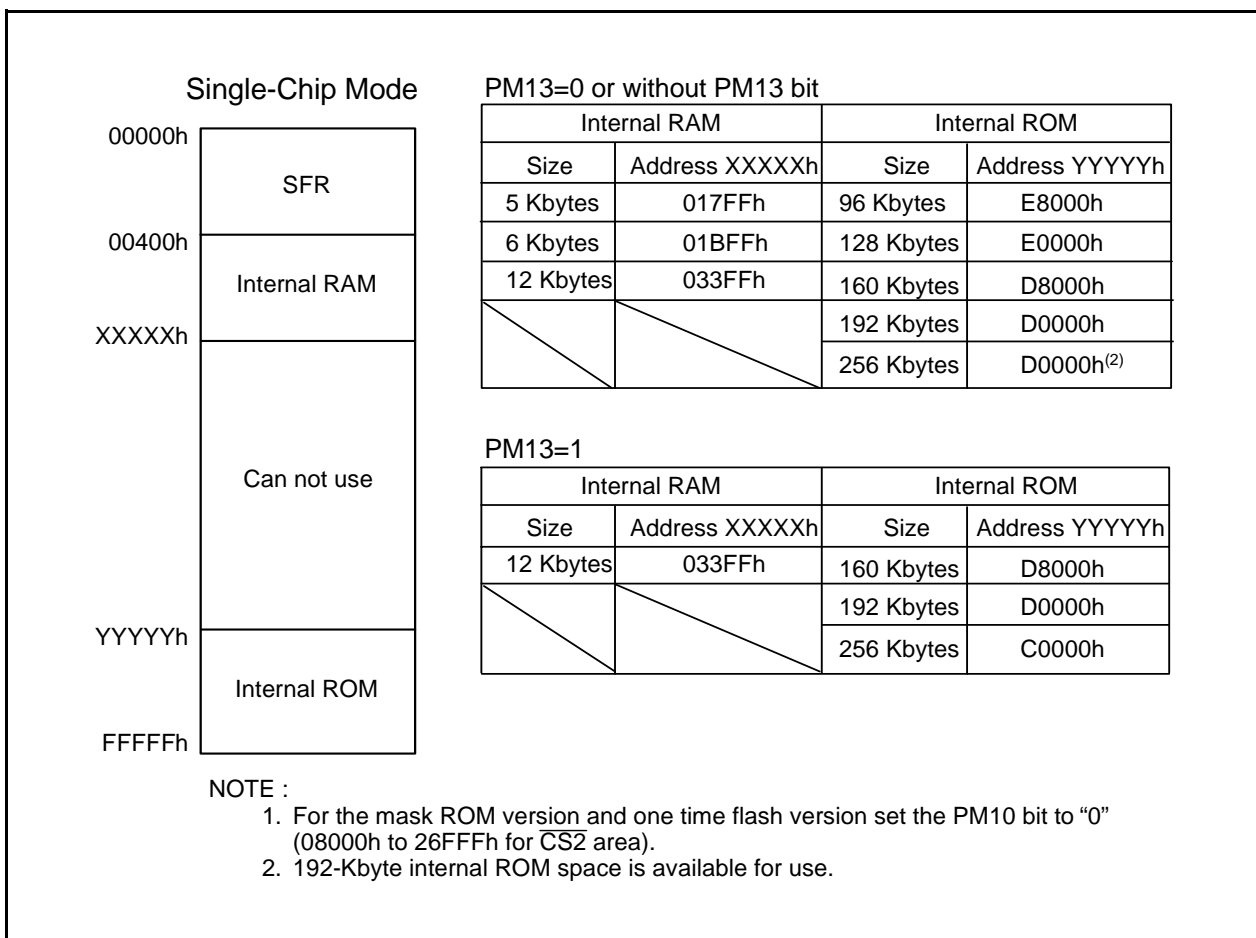 Single-Chip Mode
00000h
SFR
00400h
Internal RAM
XXXXXh
Can not use
YYYYYh
Internal ROM
FFFFFh
PM13=0 or without PM13 bit
Internal RAM Internal ROM
Size Address XXXXXh Size Address YYYYYh
5 Kbytes 017FFh 96 Kbytes E8000h
6 Kbytes 01BFFh 128 Kbytes E0000h
12 Kbytes 033FFh 160 Kbytes D8000h
192 Kbytes D0000h
256 Kbytes D0000h(2)
PM13=1
Internal RAM Internal ROM
Size Address XXXXXh Size Address YYYYYh
12 Kbytes 033FFh 160 Kbytes D8000h
192 Kbytes D0000h
256 Kbytes C0000h
NOTE :
1. For the mask ROM version and one time flash version set the PM10 bit to “0”
(08000h to 26FFFh for CS2 area).
2. 192-Kbyte internal ROM space is available for use.